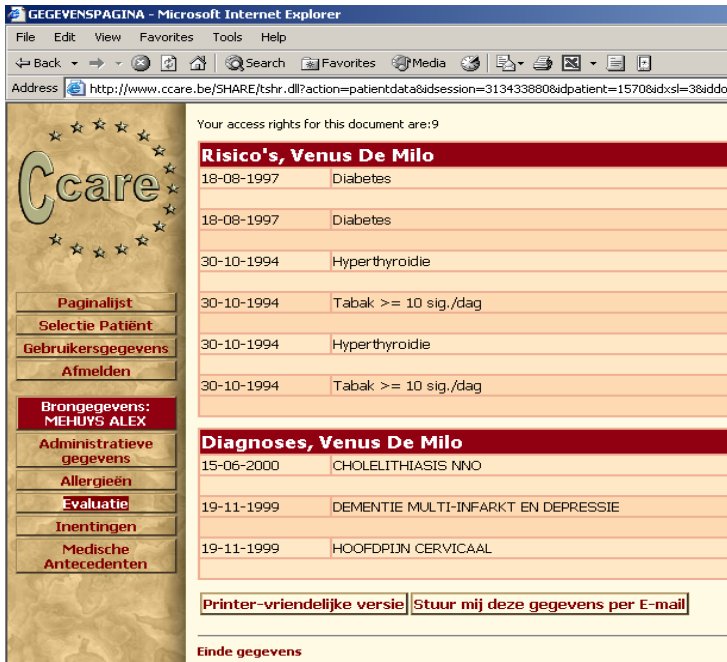 GEGEVENSPAGINA - Microsoft Internet Explorer
File Edit View Favorites Tools Help
Back Search Favorites Media
Address http://www.ccare.be/SHARE/tshr.dll?action=patientdata&idsession=313433880&idpatient=1570&idxsl=3&iddo
Ccare
Paginalijst
Selectie Patiënt
Gebruikersgegevens
Afmelden
Brongegevens:
MEHUYS ALEX
Administratieve
gegevens
Allergieën
Evaluatie
Inentingen
Medische
Antecedenten
Your access rights for this document are:9
Risico's, Venus De Milo
18-08-1997 Diabetes
18-08-1997 Diabetes
30-10-1994 Hyperthyroidie
30-10-1994 Tabak >= 10 sig./dag
30-10-1994 Hyperthyroidie
30-10-1994 Tabak >= 10 sig./dag
Diagnoses, Venus De Milo
15-06-2000 CHOLELITHIASIS NNO
19-11-1999 DEMENTIE MULTI-INFARKT EN DEPRESSIE
19-11-1999 HOOFDPIJN CERVICAAL
Printer-vriendelijke versie Stuur mij deze gegevens per E-mail
Einde gegevens